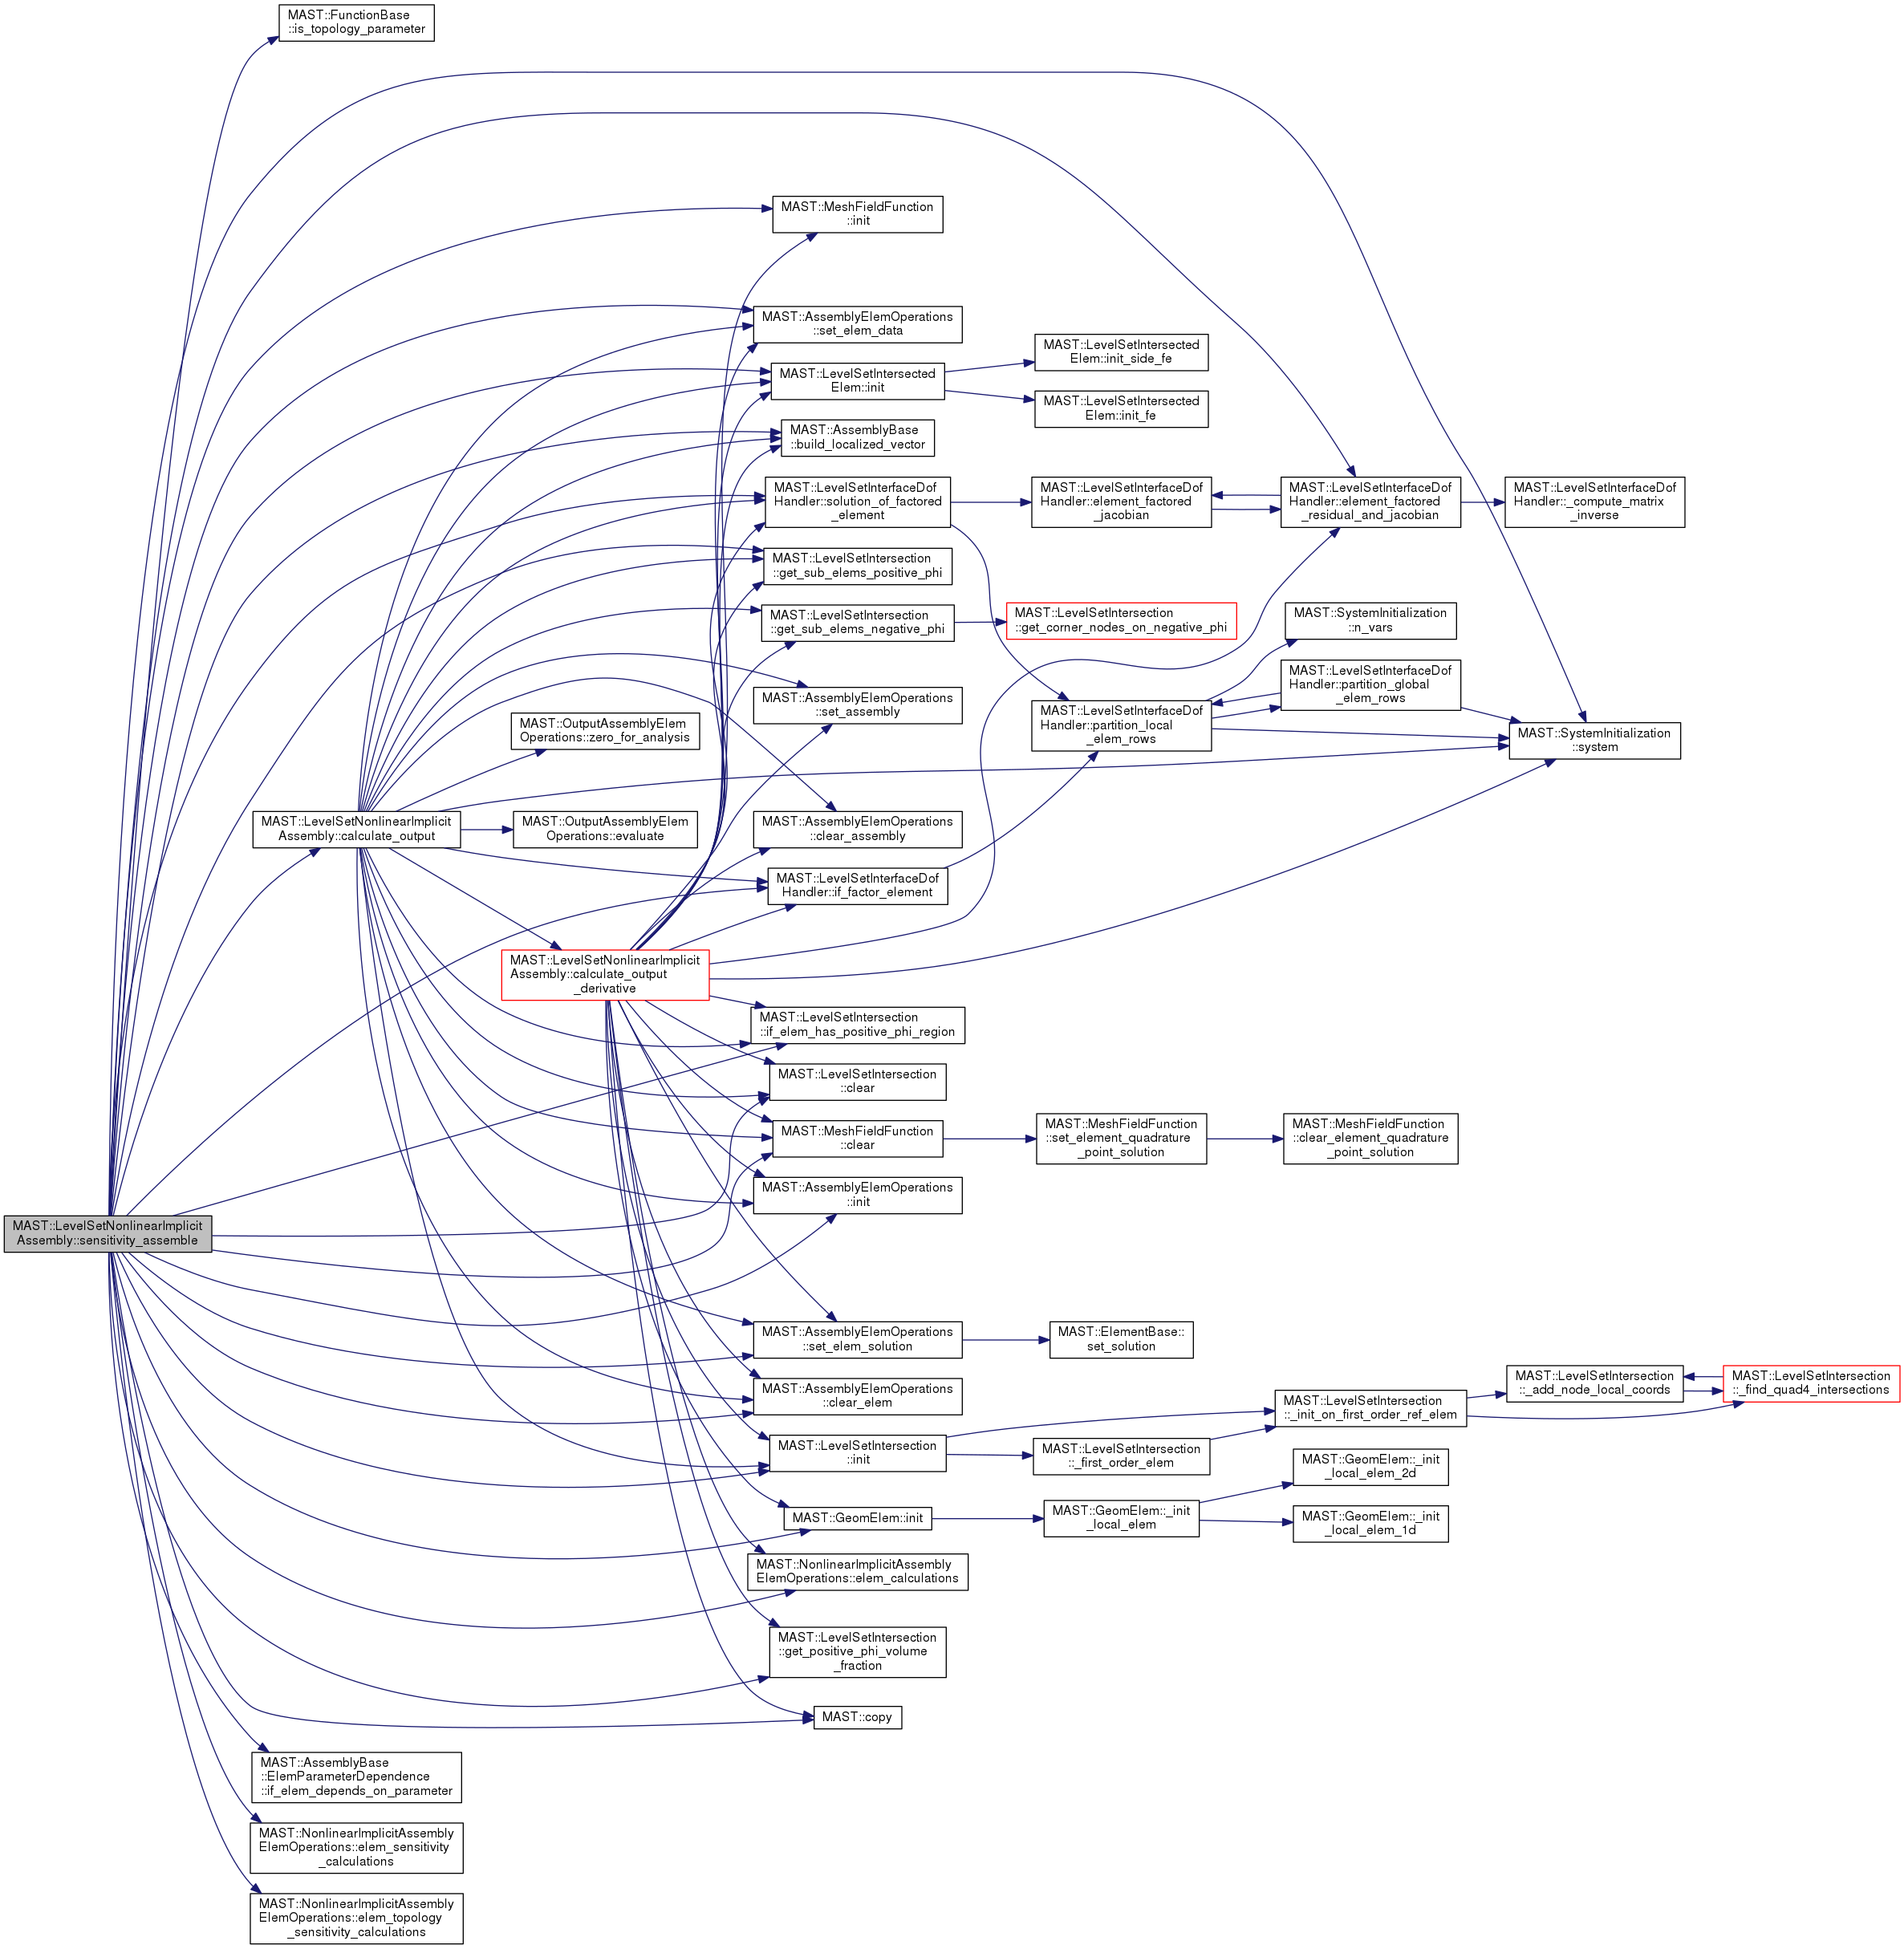 MAST::FunctionBase
::is_topology_parameter
MAST::MeshFieldFunction
::init
MAST::AssemblyElemOperations
::set_elem_data
MAST::LevelSetIntersected
Elem::init_side_fe
MAST::LevelSetIntersected
Elem::init
MAST::LevelSetIntersected
Elem::init_fe
MAST::AssemblyBase
::build_localized_vector
MAST::LevelSetInterfaceDof
Handler::solution_of_factored
_element
MAST::LevelSetInterfaceDof
Handler::element_factored
_jacobian
MAST::LevelSetInterfaceDof
Handler::element_factored
_residual_and_jacobian
MAST::LevelSetInterfaceDof
Handler::_compute_matrix
_inverse
MAST::LevelSetIntersection
::get_sub_elems_positive_phi
MAST::LevelSetIntersection
::get_sub_elems_negative_phi
MAST::LevelSetIntersection
::get_corner_nodes_on_negative_phi
MAST::SystemInitialization
::n_vars
MAST::LevelSetInterfaceDof
Handler::partition_global
_elem_rows
MAST::AssemblyElemOperations
::set_assembly
MAST::LevelSetInterfaceDof
Handler::partition_local
_elem_rows
MAST::SystemInitialization
::system
MAST::OutputAssemblyElem
Operations::zero_for_analysis
MAST::LevelSetNonlinearImplicit
Assembly::calculate_output
MAST::OutputAssemblyElem
Operations::evaluate
MAST::AssemblyElemOperations
::clear_assembly
MAST::LevelSetInterfaceDof
Handler::if_factor_element
MAST::LevelSetNonlinearImplicit
Assembly::calculate_output
_derivative
MAST::LevelSetIntersection
::if_elem_has_positive_phi_region
MAST::LevelSetIntersection
::clear
MAST::MeshFieldFunction
::clear
MAST::MeshFieldFunction
::set_element_quadrature
_point_solution
MAST::MeshFieldFunction
::clear_element_quadrature
_point_solution
MAST::AssemblyElemOperations
::init
MAST::LevelSetNonlinearImplicit
Assembly::sensitivity_assemble
MAST::AssemblyElemOperations
::set_elem_solution
MAST::ElementBase::
set_solution
MAST::AssemblyElemOperations
::clear_elem
MAST::LevelSetIntersection
::_init_on_first_order_ref_elem
MAST::LevelSetIntersection
::_add_node_local_coords
MAST::LevelSetIntersection
::_find_quad4_intersections
MAST::LevelSetIntersection
::init
MAST::LevelSetIntersection
::_first_order_elem
MAST::GeomElem::_init
_local_elem_2d
MAST::GeomElem::init
MAST::GeomElem::_init
_local_elem
MAST::GeomElem::_init
_local_elem_1d
MAST::NonlinearImplicitAssembly
ElemOperations::elem_calculations
MAST::LevelSetIntersection
::get_positive_phi_volume
_fraction
MAST::copy
MAST::AssemblyBase
::ElemParameterDependence
::if_elem_depends_on_parameter
MAST::NonlinearImplicitAssembly
ElemOperations::elem_sensitivity
_calculations
MAST::NonlinearImplicitAssembly
ElemOperations::elem_topology
_sensitivity_calculations